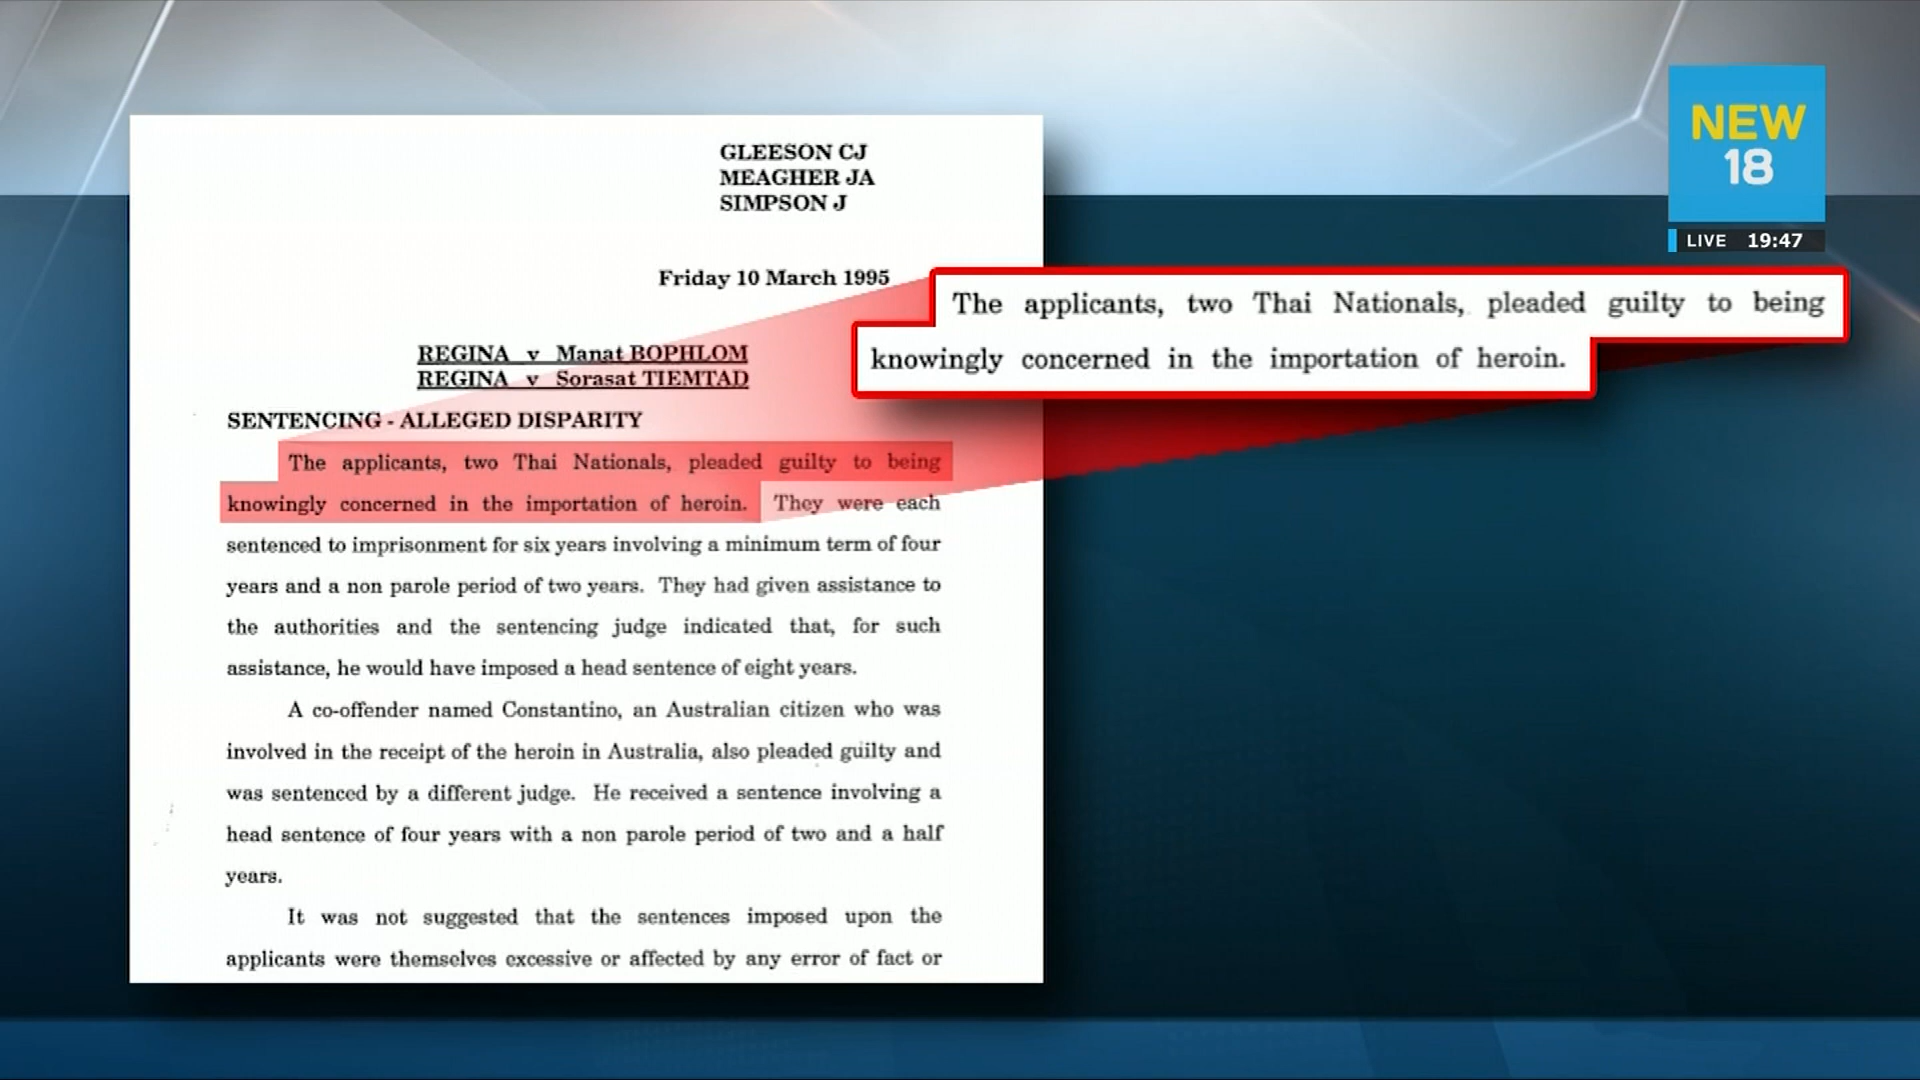 GLEESON CJ
MEAGHER JA
SIMPSON J
Friday 10 March 1995
REGINA v Manat BOPHLOM
REGINA v Sorasat TIEMTAD
SENTENCING - ALLEGED DISPARITY
The applicants, two Thai Nationals, pleaded guilty to being
knowingly concerned in the importation of heroin. They were each
sentenced to imprisonment for six years involving a minimum term of four
years and a non parole period of two years. They had given assistance to
the authorities and the sentencing judge indicated that, for such
assistance, he would have imposed a head sentence of eight years.
A co-offender named Constantino, an Australian citizen who was
involved in the receipt of the heroin in Australia, also pleaded guilty and
was sentenced by a different judge. He received a sentence involving a
head sentence of four years with a non parole period of two and a half
years.
It was not suggested that the sentences imposed upon the
applicants were themselves excessive or affected by any error of fact or
The applicants, two Thai Nationals, pleaded guilty to being
knowingly concerned in the importation of heroin.
NEW
18
LIVE 19:47